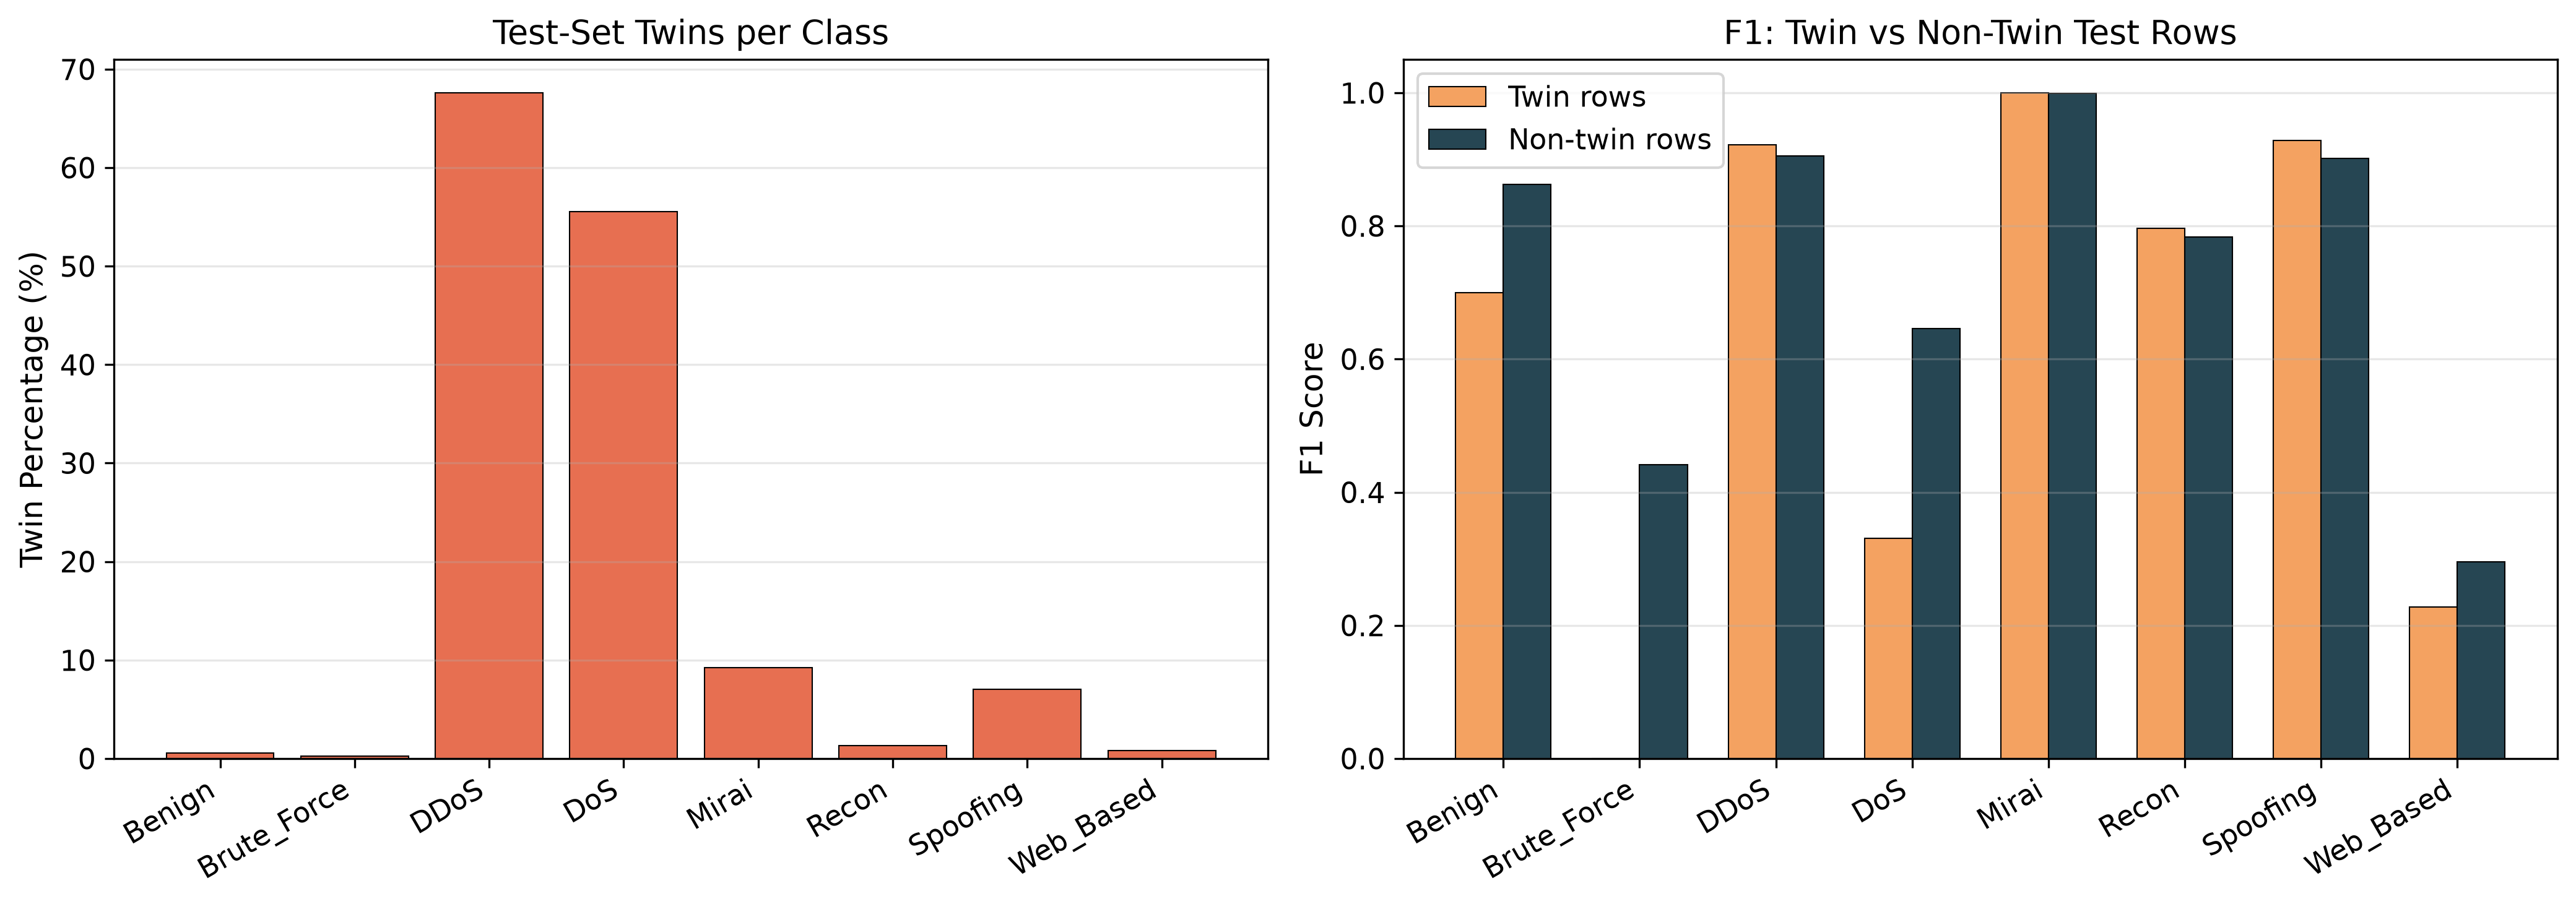 Test-Set Twins per Class
Twin Percentage (%)
70
60
50
40
30
20
10
0
Benign
Brute_Force
DDoS
DoS
Mirai
Recon
Spoofing
Web_Based
F1: Twin vs Non-Twin Test Rows
Twin rows
Non-twin rows
F1 Score
1.0
0.8
0.6
0.4
0.2
0.0
Benign
Brute_Force
DDoS
DoS
Mirai
Recon
Spoofing
Web_Based